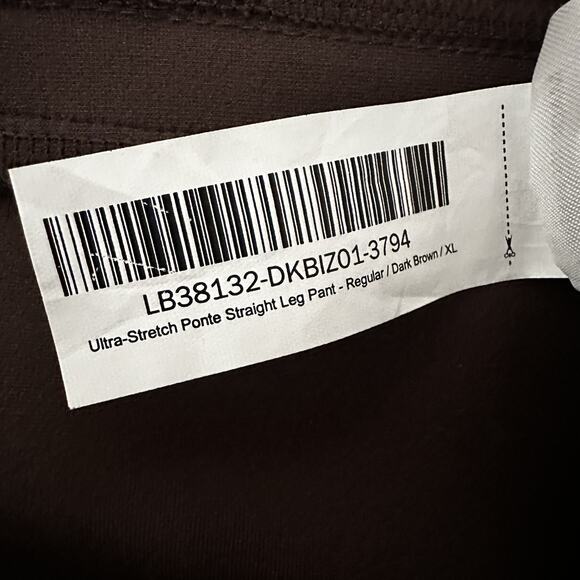 LB38132-DKBIZ01-3794
Ultra-Stretch Ponte Straight Leg Pant - Regular / Dark Brown / XL